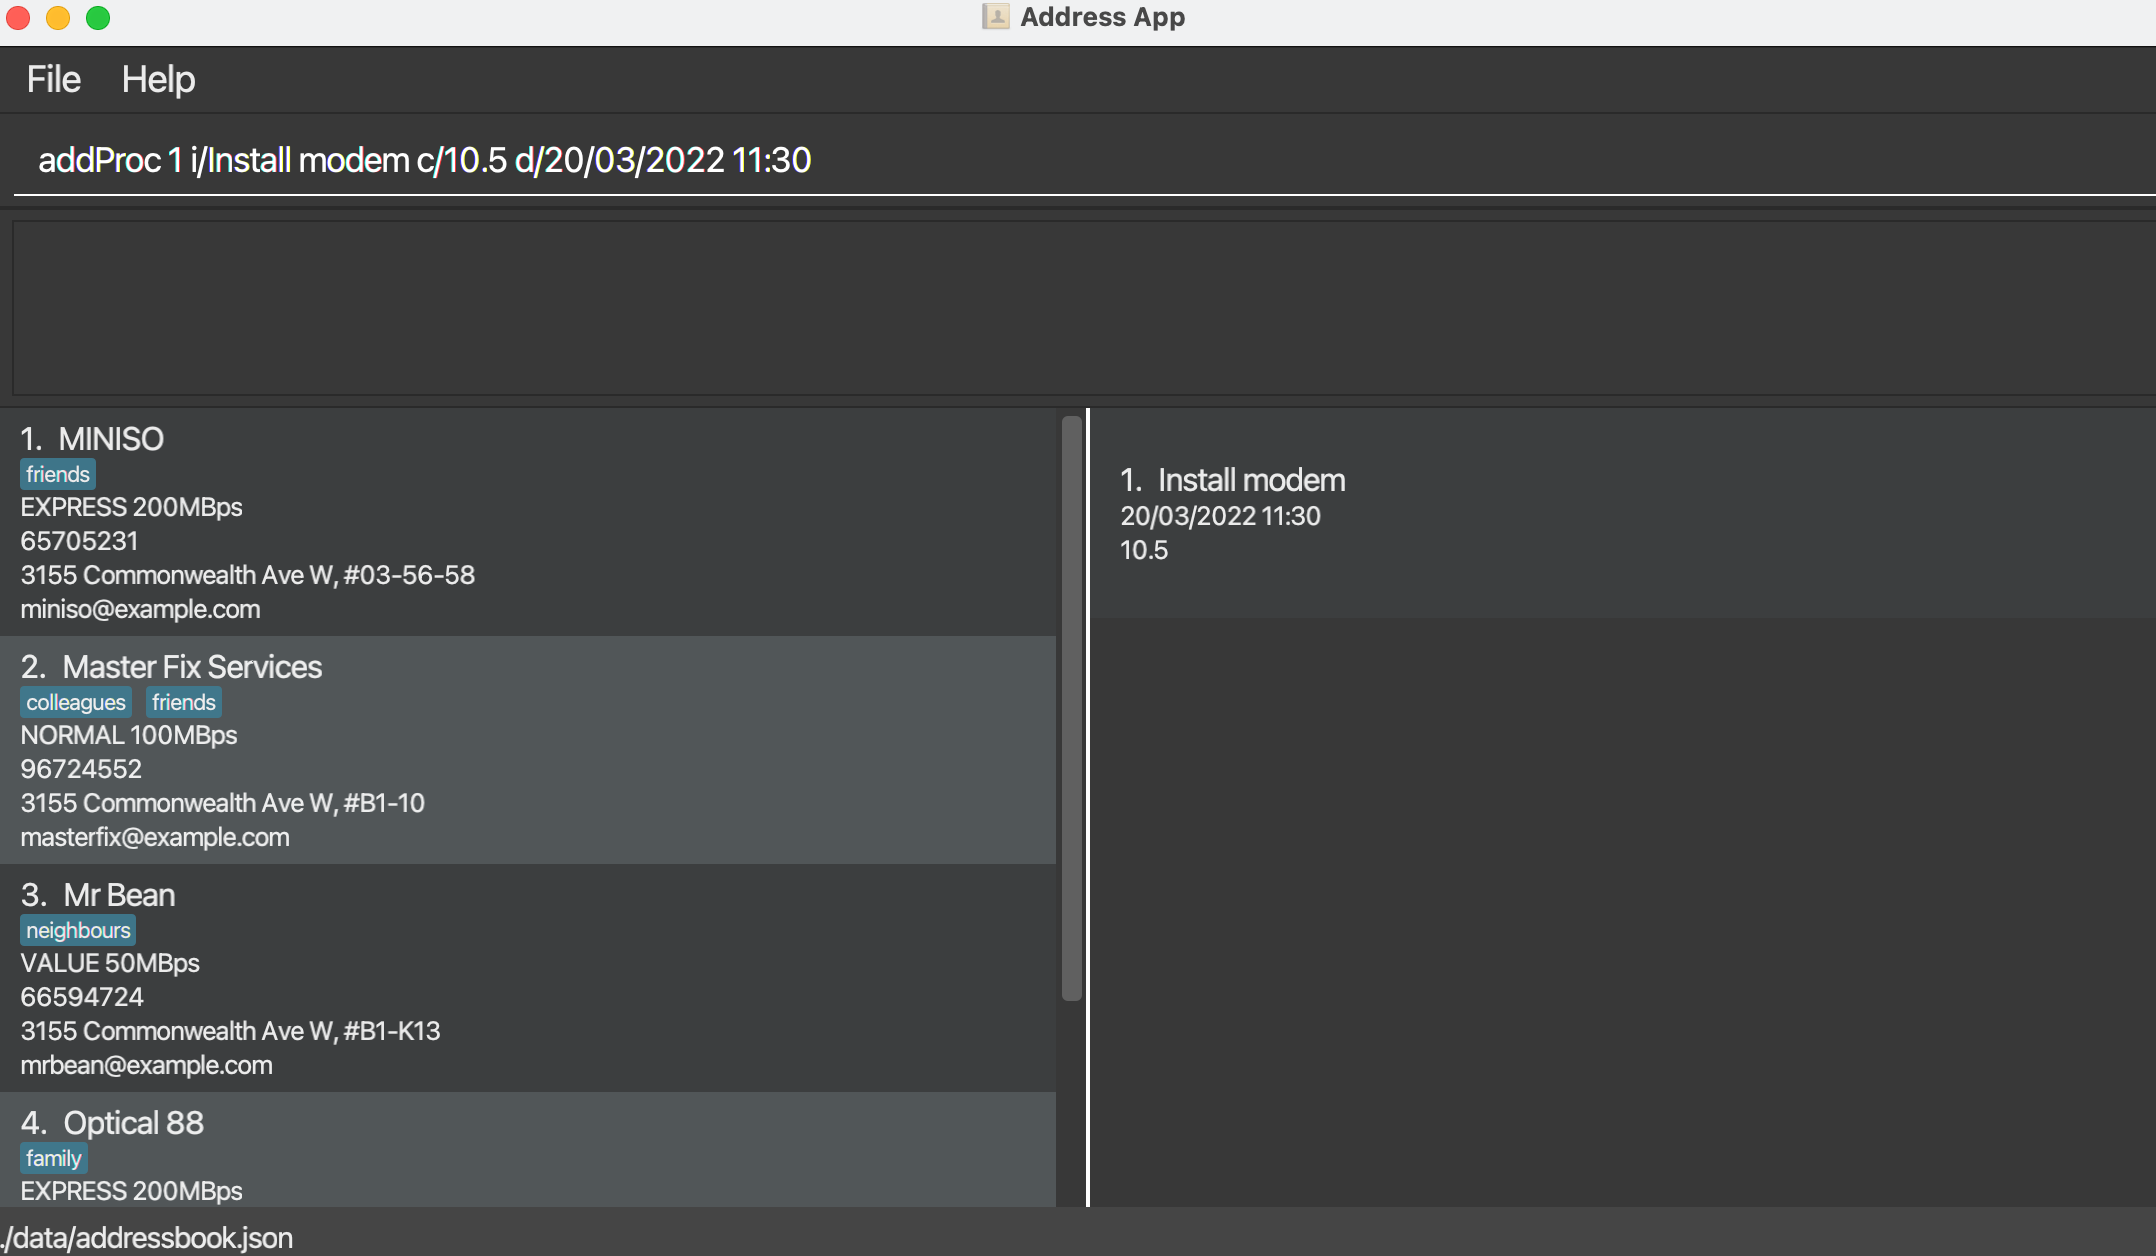 Address App
File Help
addProc 1 i/Install modem c/10.5 d/20/03/2022 11:30
1. MINISO
friends
EXPRESS 200MBps
65705231
3155 Commonwealth Ave W, #03-56-58
miniso@example.com
2. Master Fix Services
colleagues friends
NORMAL 100MBps
96724552
3155 Commonwealth Ave W, #B1-10
masterfix@example.com
3. Mr Bean
neighbours
VALUE 50MBps
66594724
3155 Commonwealth Ave W, #B1-K13
mrbean@example.com
4. Optical 88
family
EXPRESS 200MBps
1. Install modem
20/03/2022 11:30
10.5
./data/addressbook.json